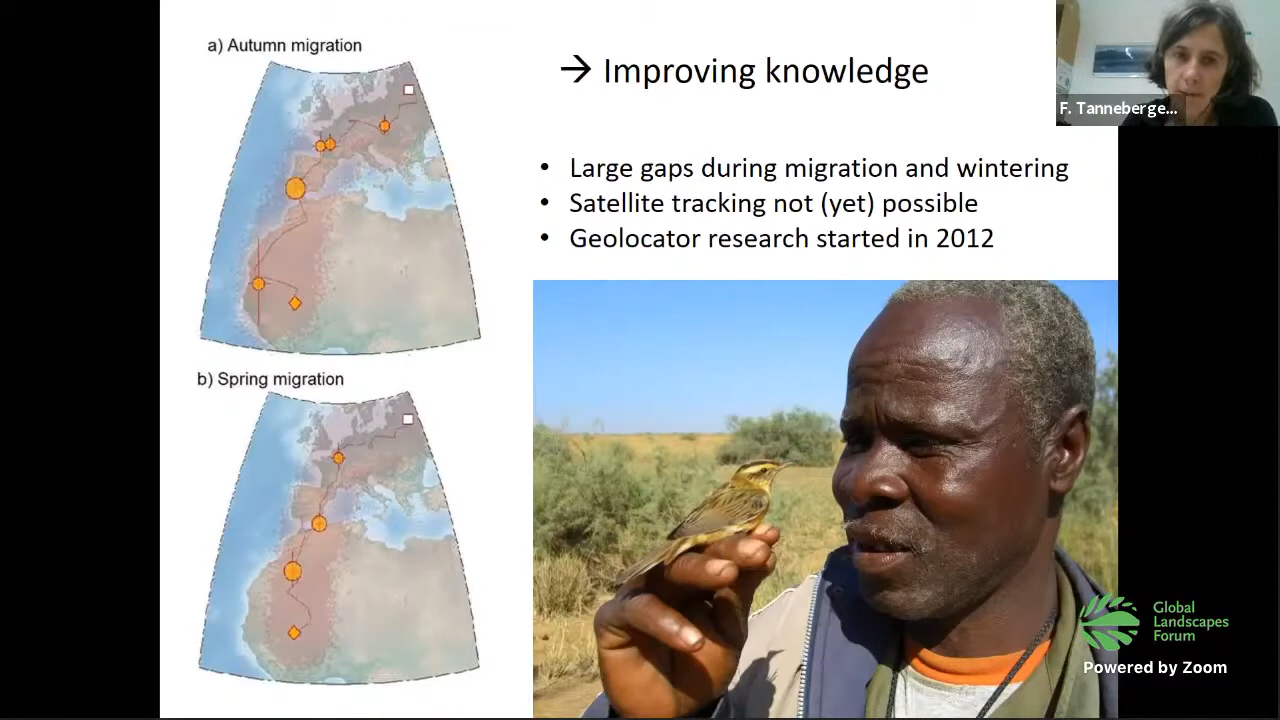 a) Autumn migration
→ Improving knowledge
F. Tanneberge...
• Large gaps during migration and wintering
• Satellite tracking not (yet) possible
• Geolocator research started in 2012
b) Spring migration
Global
Landscapes
Forum
Powered by Zoom